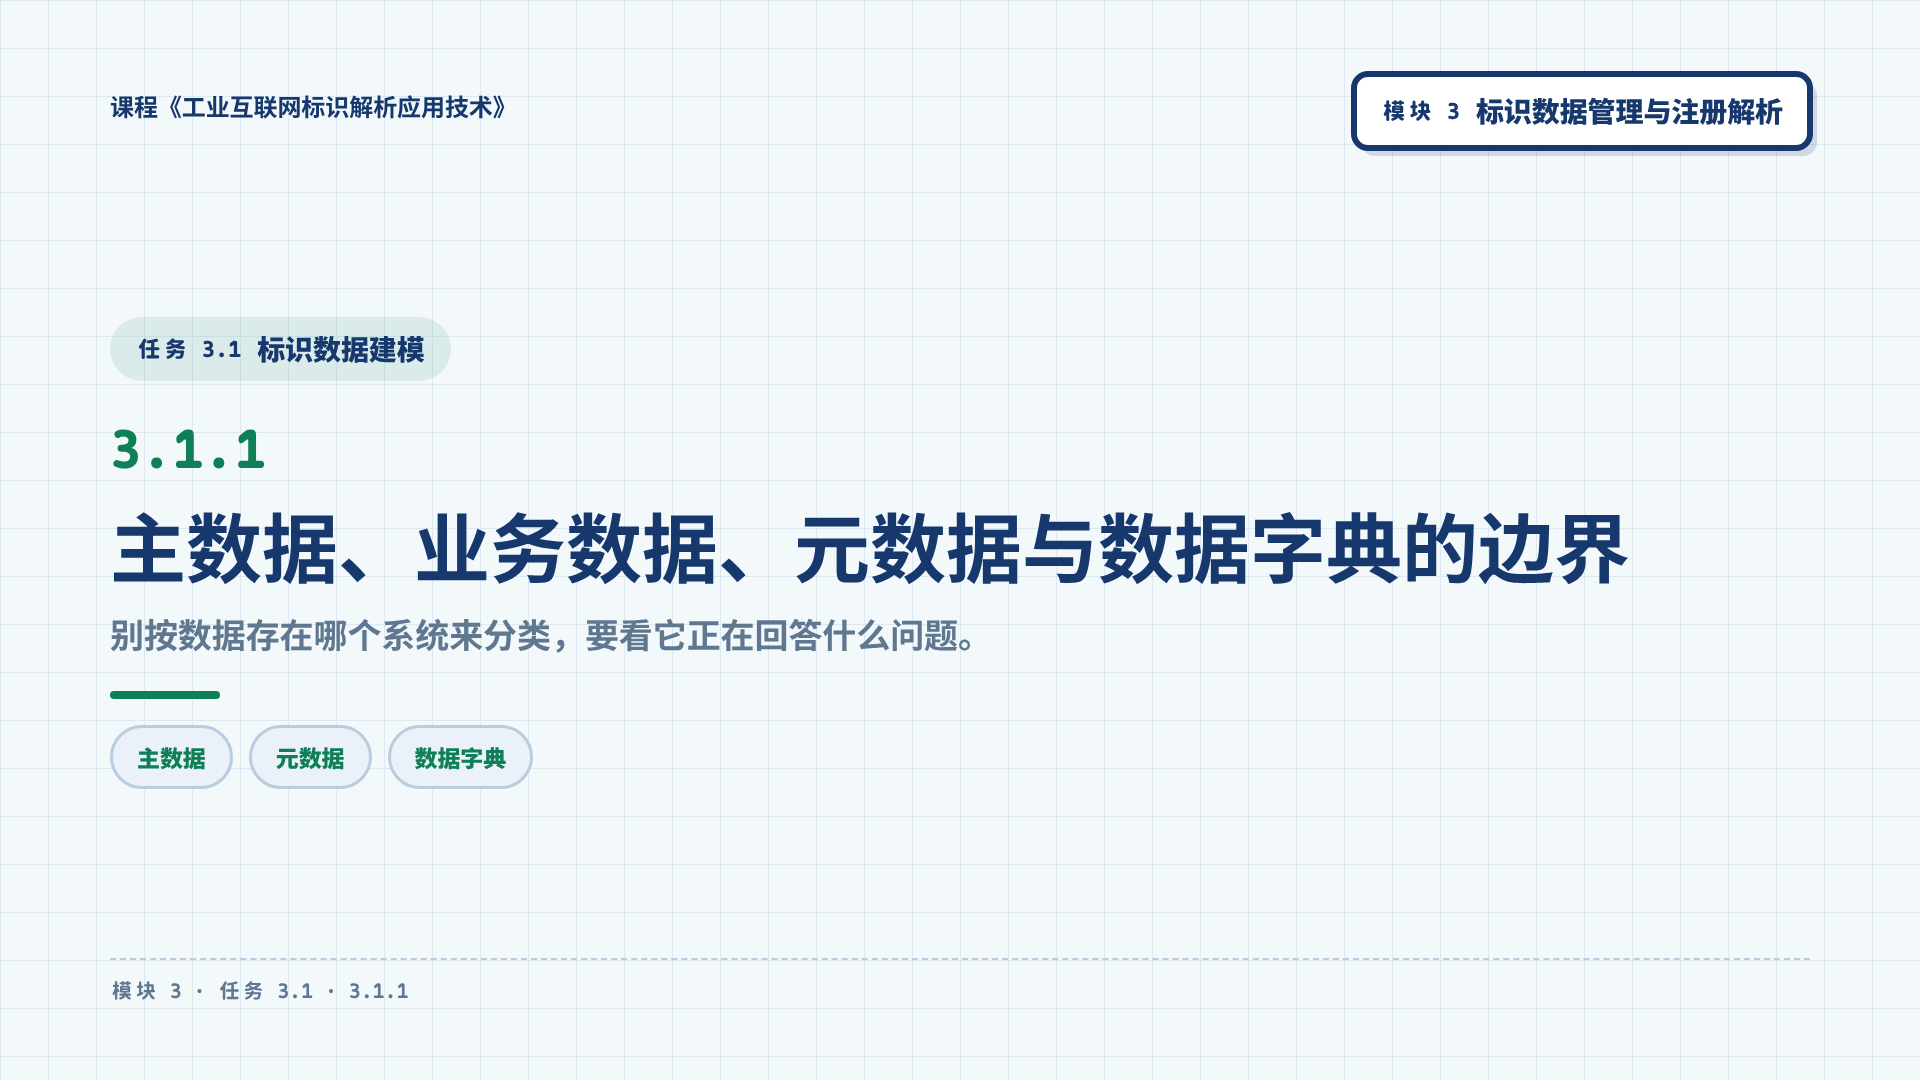 课程《工业互联网标识解析应用技术》
模块 3 标识数据管理与注册解析
任务 3.1 标识数据建模
3.1.1
主数据、业务数据、元数据与数据字典的边界
别按数据存在哪个系统来分类，要看它正在回答什么问题。
主数据
元数据
数据字典
模块 3 · 任务 3.1 · 3.1.1